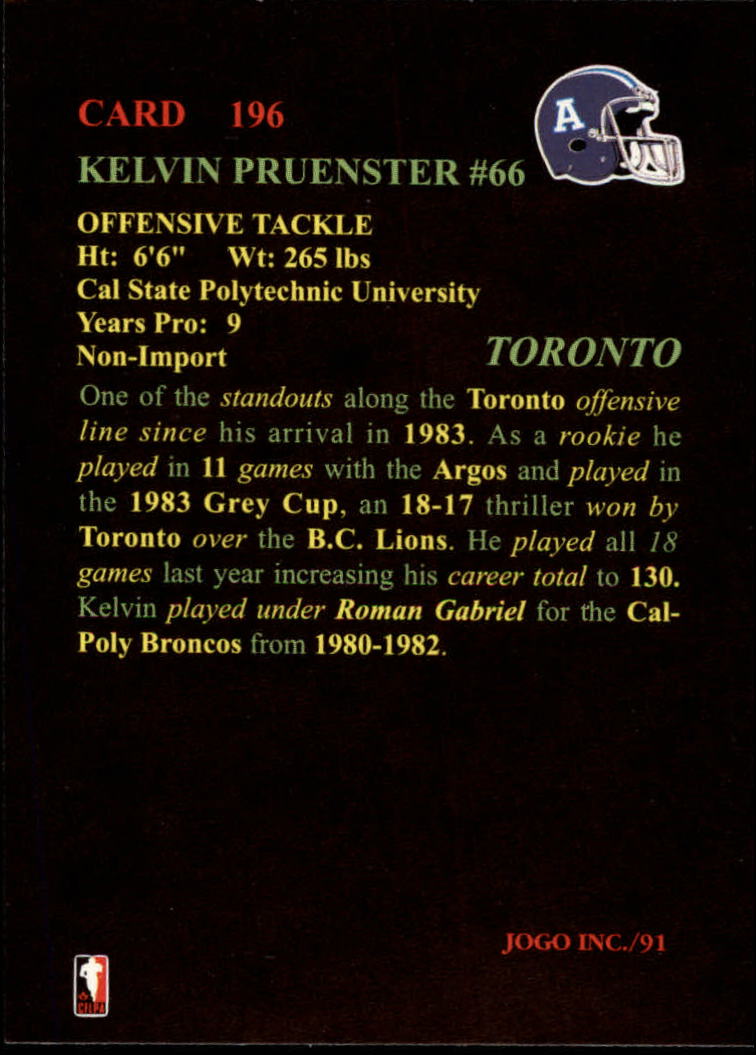 CARD 196
A
KELVIN PRUENSTER #66
OFFENSIVE TACKLE
Ht: 6'6" Wt: 265 lbs
Cal State Polytechnic University
Years Pro: 9
Non-Import
TORONTO
One of the standouts along the Toronto offensive
line since his arrival in 1983. As a rookie he
played in 11 games with the Argos and played in
the 1983 Grey Cup, an 18-17 thriller won by
Toronto over the B.C. Lions. He played all 18
games last year increasing his career total to 130.
Kelvin played under Roman Gabriel for the Cal-
Poly Broncos from 1980-1982.
JOGO INC./91
CFLPA